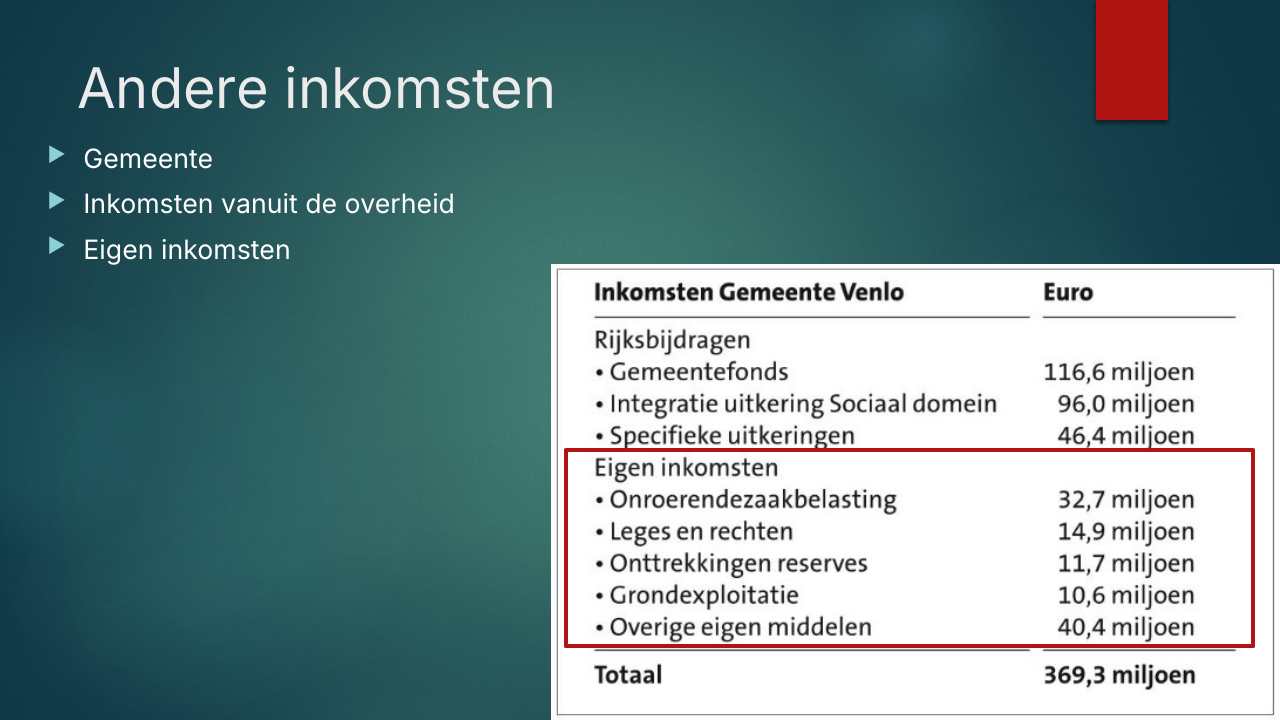 Andere inkomsten
Gemeente
Inkomsten vanuit de overheid
Eigen inkomsten
Inkomsten Gemeente Venlo Euro
Rijksbijdragen
• Gemeentefonds 116,6 miljoen
• Integratie uitkering Sociaal domein 96,0 miljoen
• Specifieke uitkeringen 46,4 miljoen
Eigen inkomsten
• Onroerendezaakbelasting 32,7 miljoen
• Leges en rechten 14,9 miljoen
• Onttrekkingen reserves 11,7 miljoen
• Grondexploitatie 10,6 miljoen
• Overige eigen middelen 40,4 miljoen
Totaal 369,3 miljoen